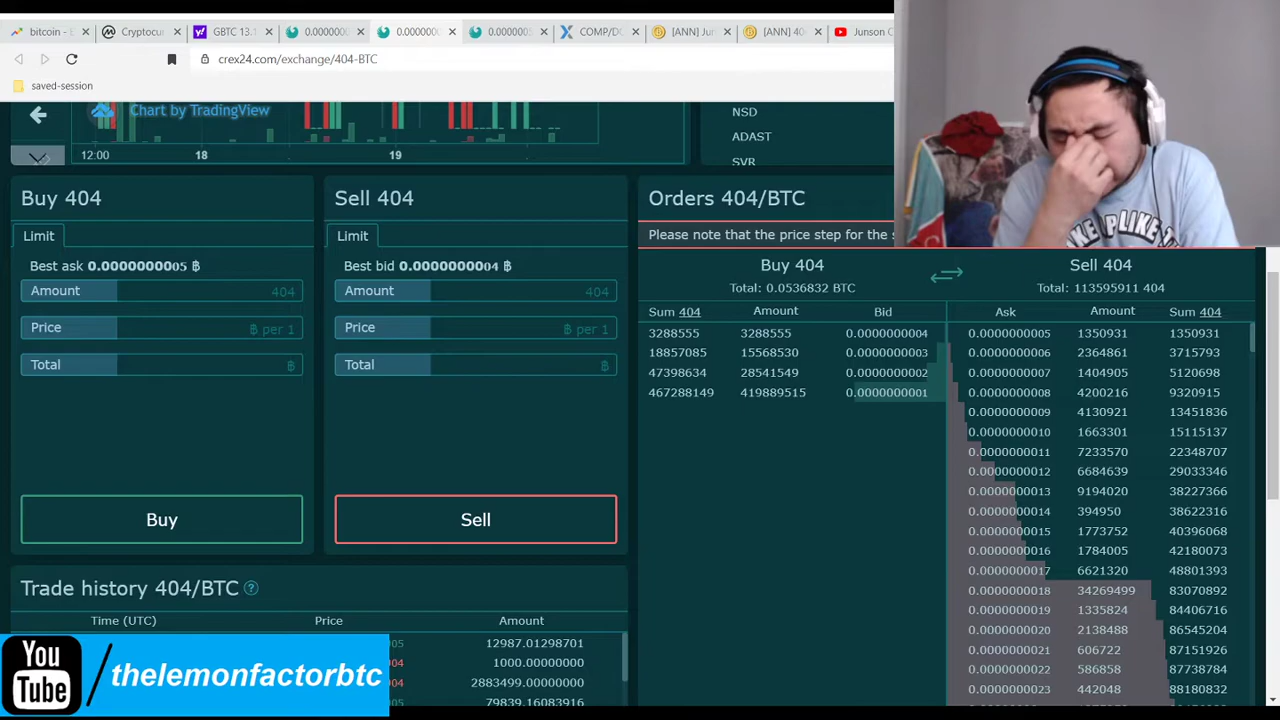 bitcoin - E
Cryptocur
GBTC 13.1
0.000000
0.000000
0.000000
COMP/DC
[ANN] Jun
[ANN] 404
Junson C
crex24.com/exchange/404-BTC
saved-session
Chart by TradingView
12:00 18 19
NSD
ADAST
SVR
Buy 404
Limit
Best ask 0.0000000005 ฿
Amount 404
Price ฿ per 1
Total ฿
Buy
Sell 404
Limit
Best bid 0.0000000004 ฿
Amount 404
Price ฿ per 1
Total ฿
Sell
Orders 404/BTC
Please note that the price step for the s
Buy 404
Total: 0.0536832 BTC
Sell 404
Total: 113595911 404
Sum 404 Amount Bid
3288555 3288555 0.0000000004
18857085 15568530 0.0000000003
47398634 28541549 0.0000000002
467288149 419889515 0.0000000001
Ask Amount Sum 404
0.0000000005 1350931 1350931
0.0000000006 2364861 3715793
0.0000000007 1404905 5120698
0.0000000008 4200216 9320915
0.0000000009 4130921 13451836
0.0000000010 1663301 15115137
0.0000000011 7233570 22348707
0.0000000012 6684639 29033346
0.0000000013 9194020 38227366
0.0000000014 394950 38622316
0.0000000015 1773752 40396068
0.0000000016 1784005 42180073
0.0000000017 6621320 48801393
0.0000000018 34269499 83070892
0.0000000019 1335824 84406716
0.0000000020 2138488 86545204
0.0000000021 606722 87151926
0.0000000022 586858 87738784
0.0000000023 442048 88180832
Trade history 404/BTC ?
Time (UTC) Price Amount
05 12987.01298701
04 1000.00000000
04 2883499.00000000
05 79839.16083916
You
Tube
/thelemonfactorbtc